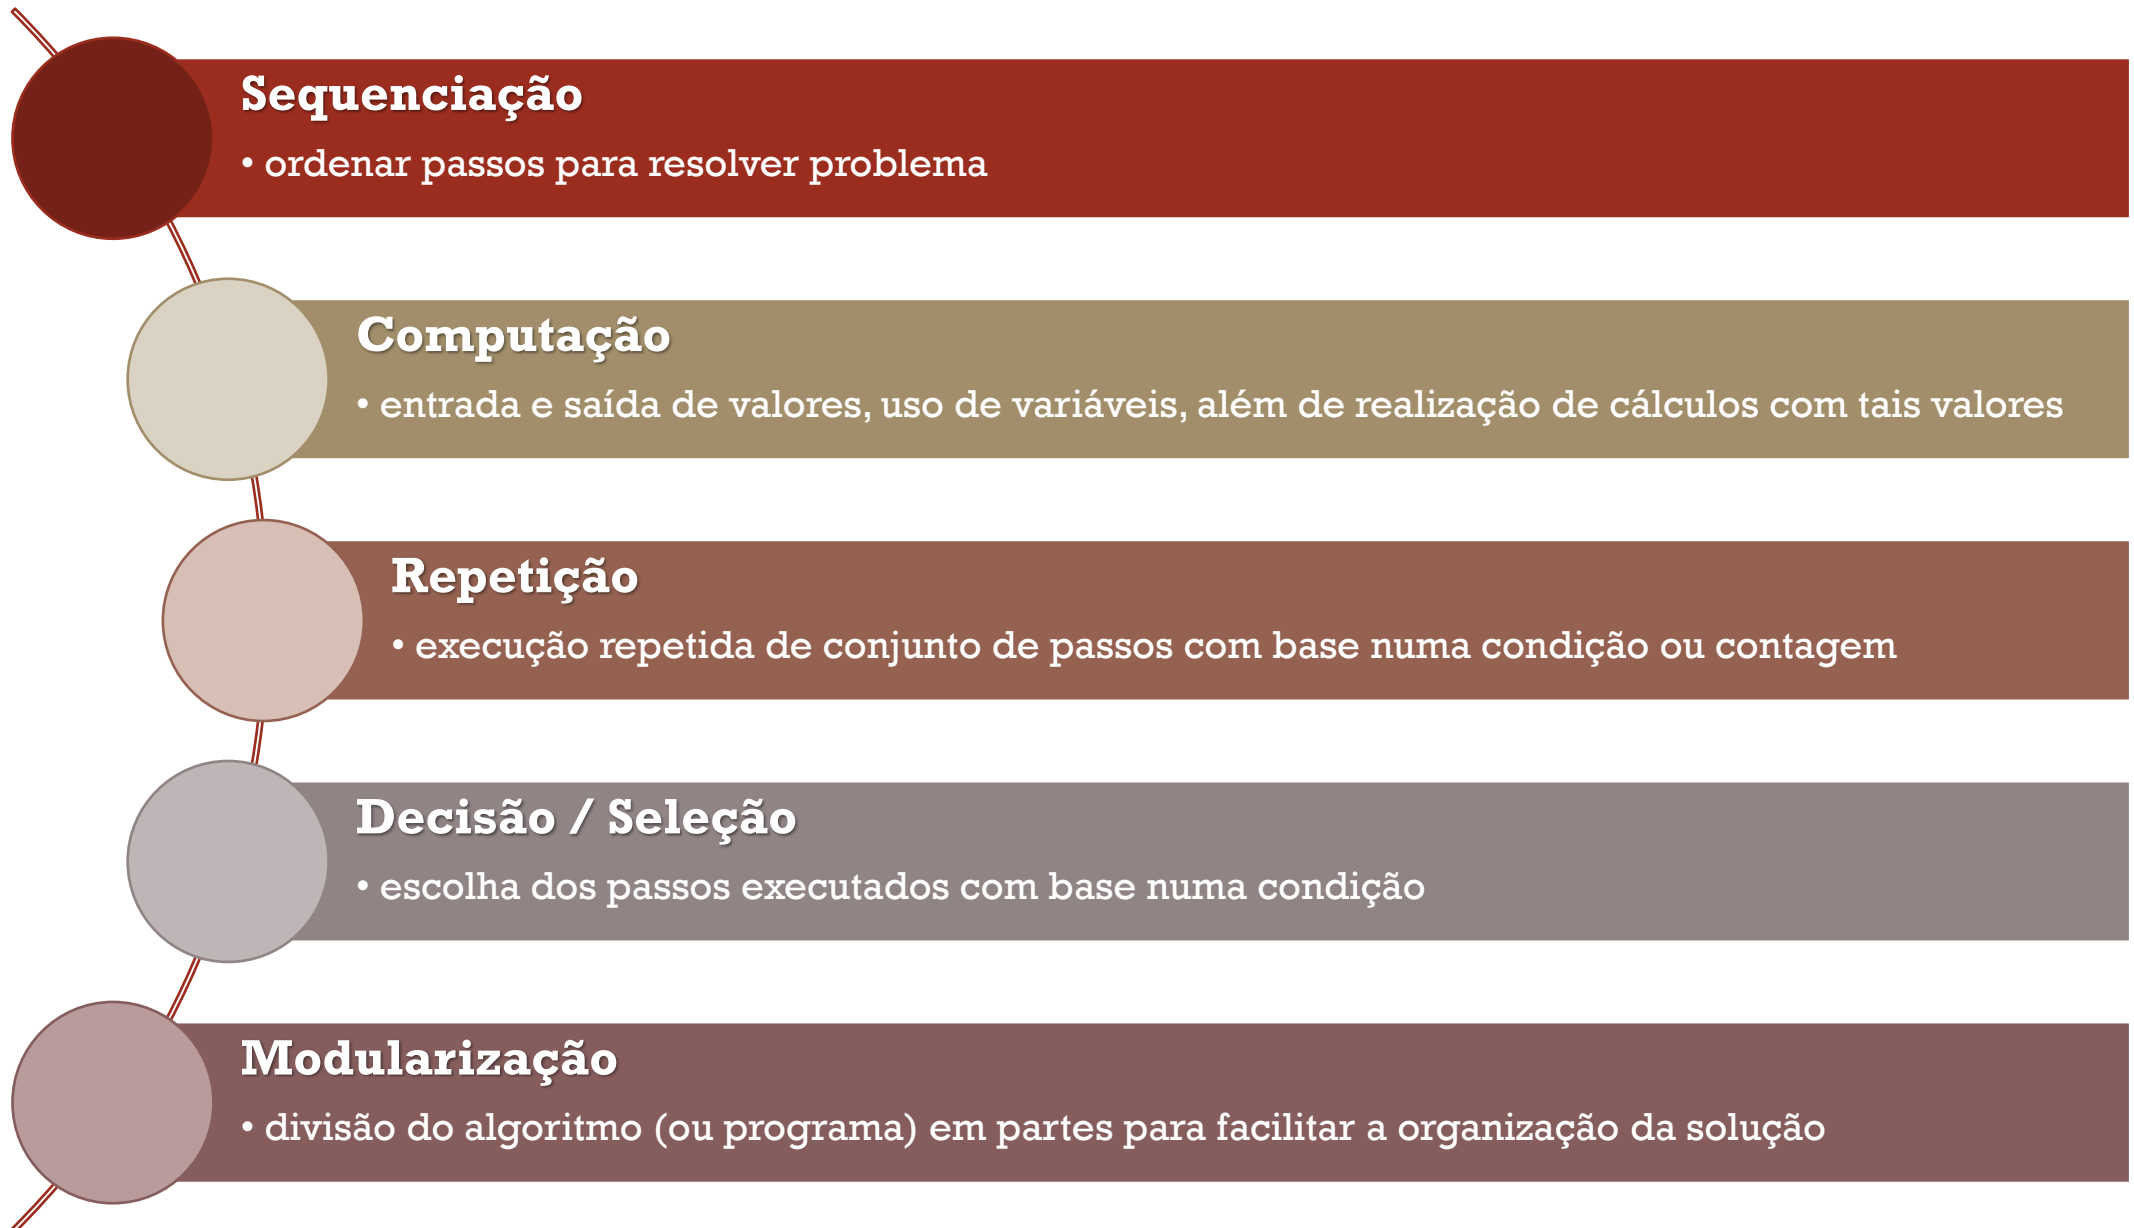 Sequenciação
• ordenar passos para resolver problema
Computação
• entrada e saída de valores, uso de variáveis, além de realização de cálculos com tais valores
Repetição
• execução repetida de conjunto de passos com base numa condição ou contagem
Decisão / Seleção
• escolha dos passos executados com base numa condição
Modularização
• divisão do algoritmo (ou programa) em partes para facilitar a organização da solução